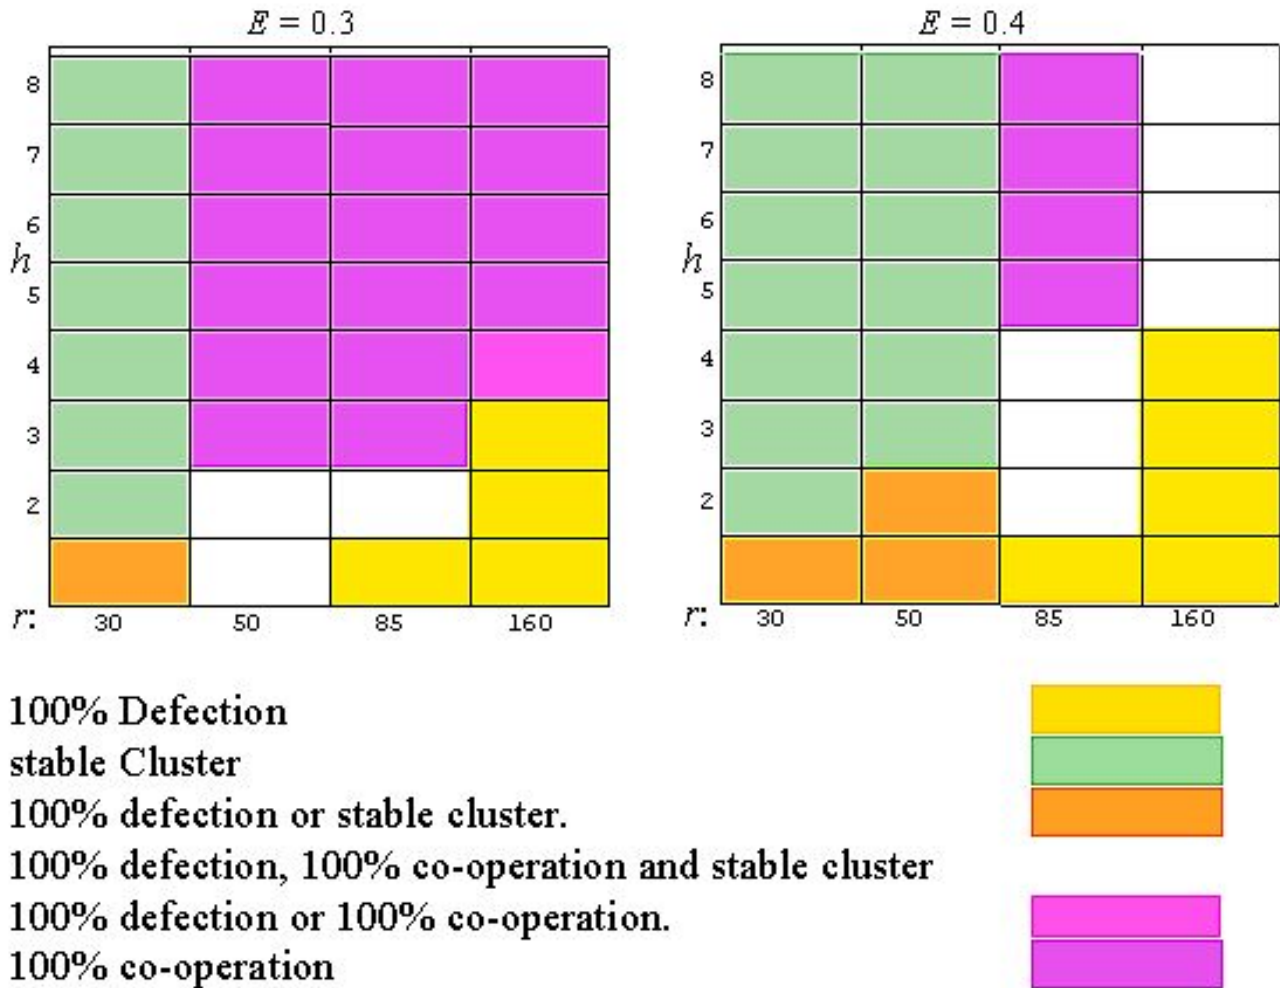 E = 0.3 E = 0.4
8 8
7 7
6 6
h h
5 5
4 4
3 3
2 2
r: 30 50 85 160 r: 30 50 85 160
100% Defection
stable Cluster
100% defection or stable cluster.
100% defection, 100% co-operation and stable cluster
100% defection or 100% co-operation.
100% co-operation